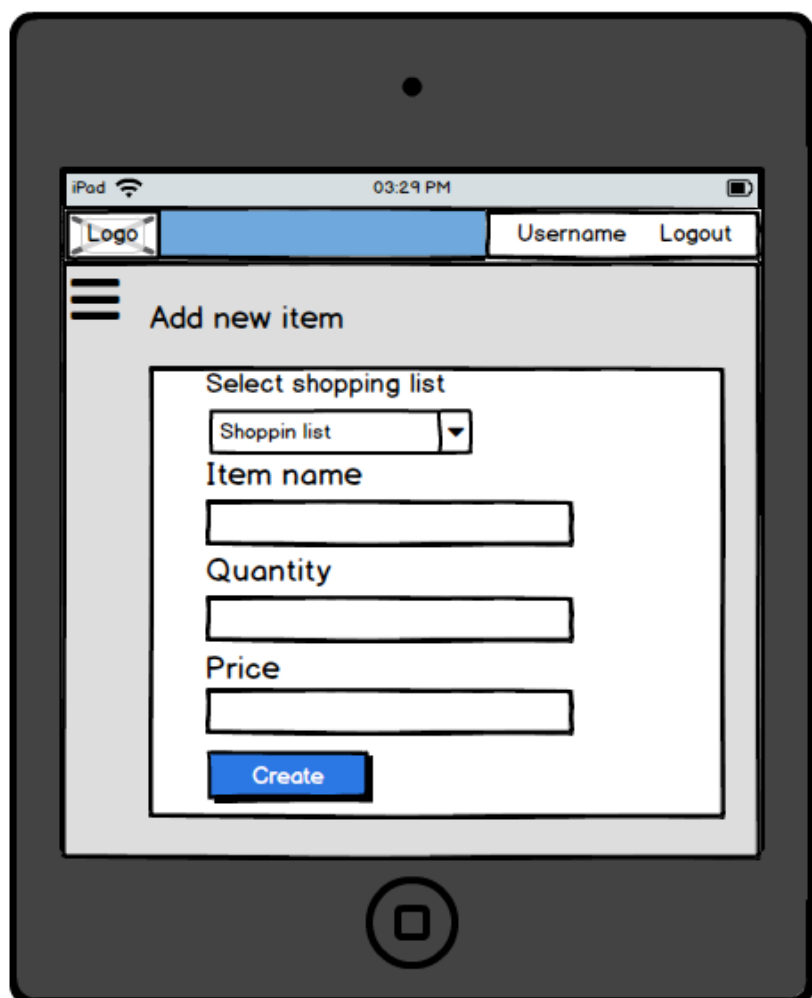 iPad 03:29 PM
Logo Username Logout
Add new item
Select shopping list
Shoppin list
Item name
Quantity
Price
Create